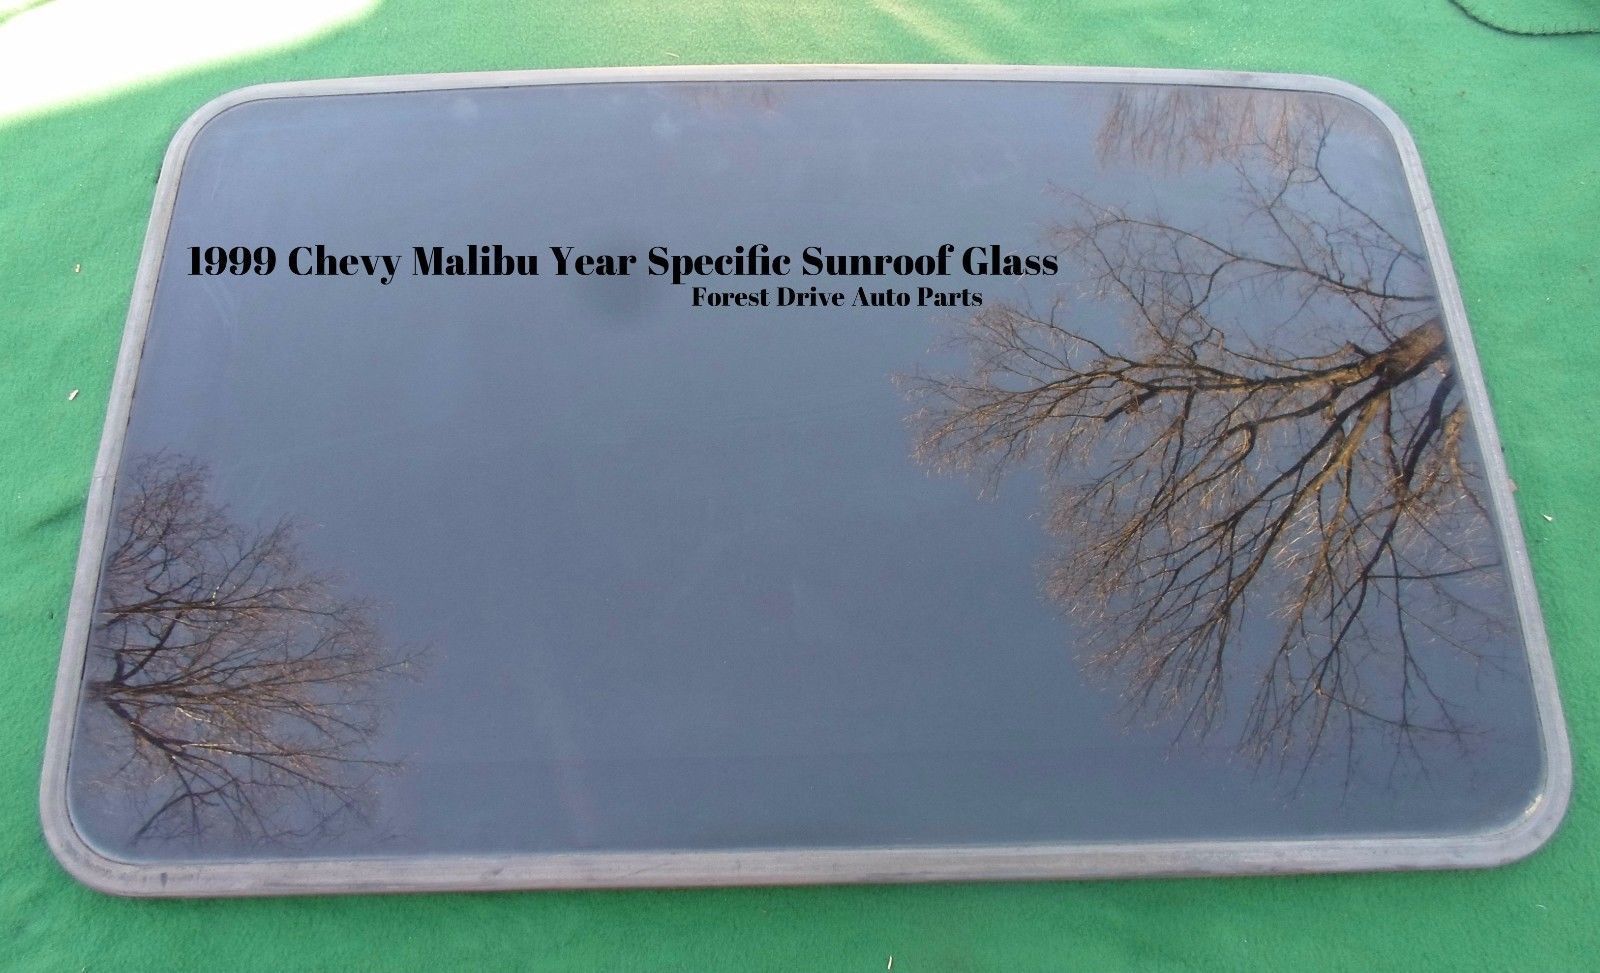 1999 Chevy Malibu Year Specific Sunroof Glass
Forest Drive Auto Parts